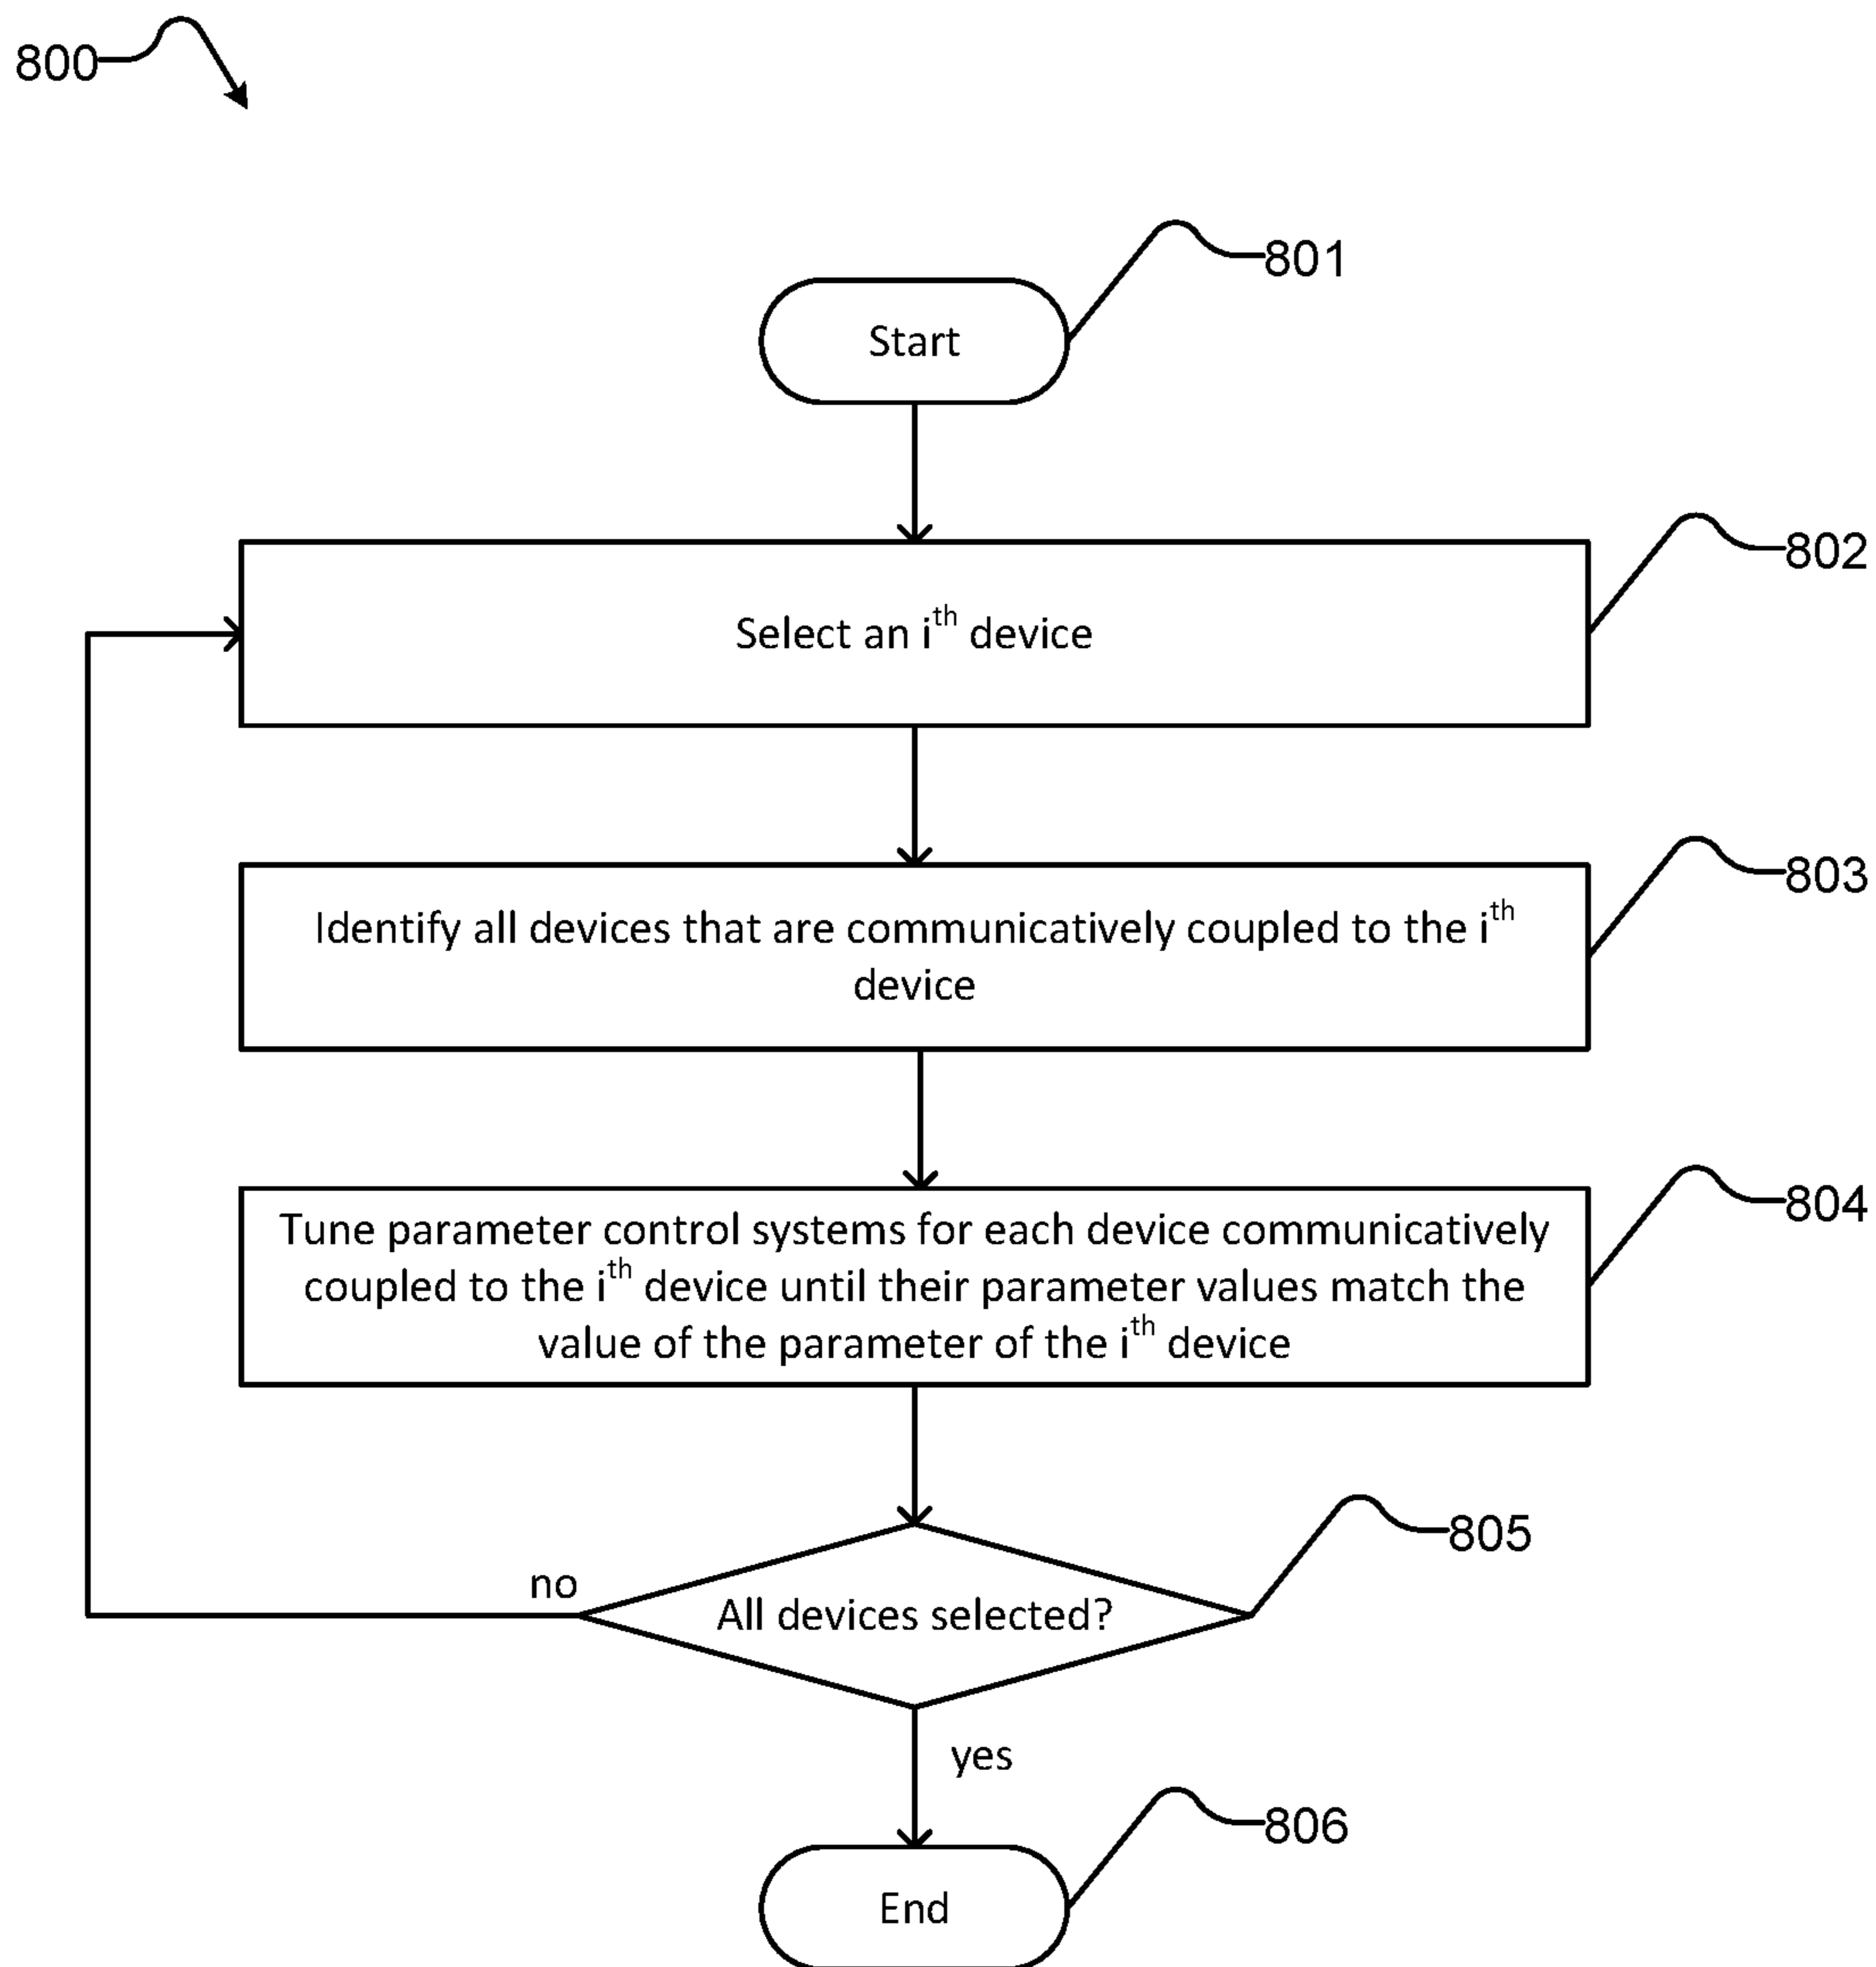 800
801
Start
802
Select an ith device
803
Identify all devices that are communicatively coupled to the ith
device
804
Tune parameter control systems for each device communicatively
coupled to the ith device until their parameter values match the
value of the parameter of the ith device
805
no
All devices selected?
yes
806
End